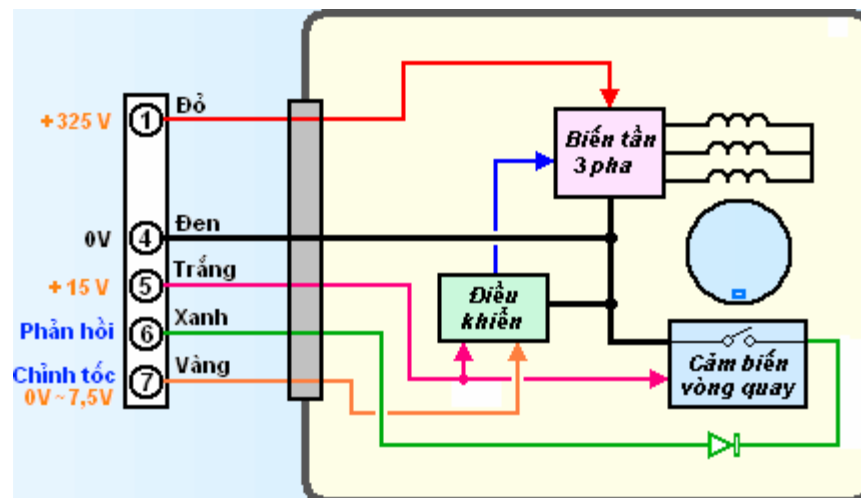 +325 V
1
Đỏ
Biến tần
3 pha
0V
4
Đen
+15 V
5
Trắng
Điều
khiển
Phản hồi
6
Xanh
Chỉnh tốc
0V~7,5V
7
Vàng
Cảm biến
vòng quay